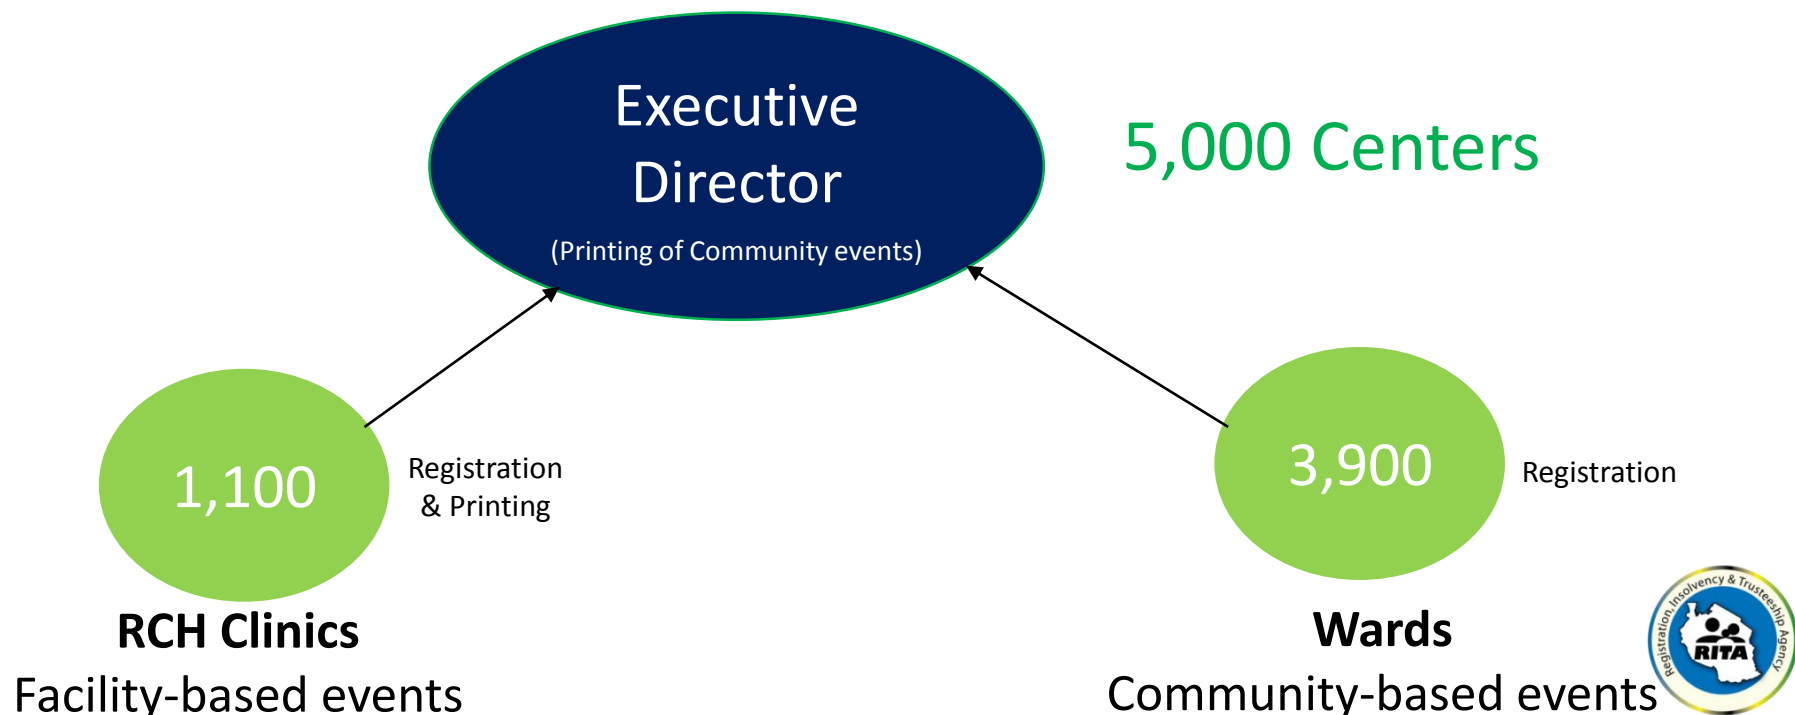 Executive
Director
(Printing of Community events)
5,000 Centers
1,100
Registration
& Printing
3,900
Registration
RCH Clinics
Facility-based events
Wards
Community-based events
Registration, Insolvency & Trusteeship Agency
RITA